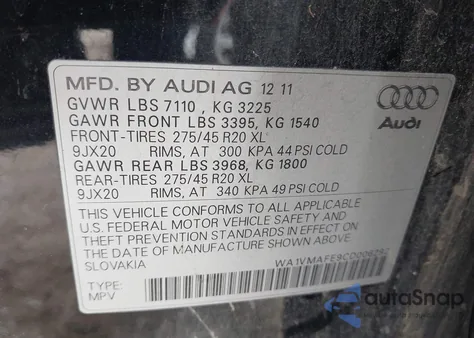 MFD. BY AUDI AG 12 11
GVWR LBS 7110 , KG 3225
GAWR FRONT LBS 3395, KG 1540
FRONT-TIRES 275/45 R20 XL
9JX20 RIMS, AT 300 KPA 44 PSI COLD
GAWR REAR LBS 3968, KG 1800
REAR-TIRES 275/45 R20 XL
9JX20 RIMS, AT 340 KPA 49 PSI COLD
THIS VEHICLE CONFORMS TO ALL APPLICABLE
U.S. FEDERAL MOTOR VEHICLE SAFETY AND
THEFT PREVENTION STANDARDS IN EFFECT ON
THE DATE OF MANUFACTURE SHOWN ABOVE.
SLOVAKIA
TYPE:
MPV
Audi
autoSnap